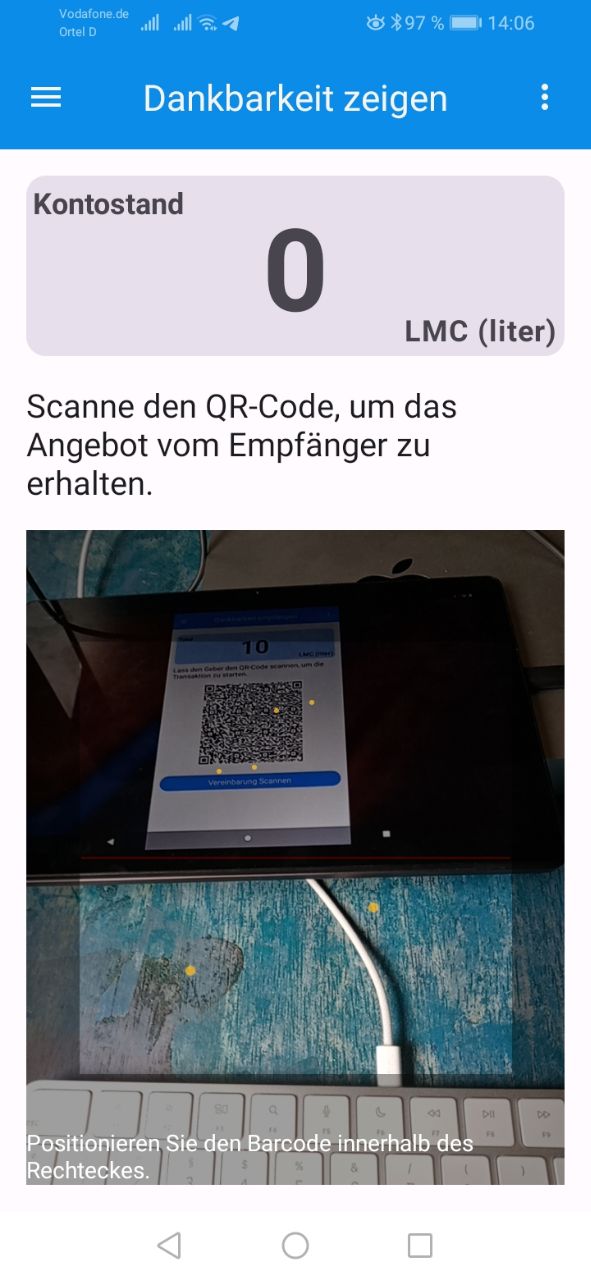 Vodafone.de
Ortel D
97 %
14:06
Dankbarkeit zeigen
Kontostand
0
LMC (liter)
Scanne den QR-Code, um das
Angebot vom Empfänger zu
erhalten.
Dankbarkeit empfangen
Total
10
LMC (liter)
Lass den Geber den QR-Code scannen, um die
Transaktion zu starten.
Vereinbarung Scannen
Positionieren Sie den Barcode innerhalb des
Rechteckes.